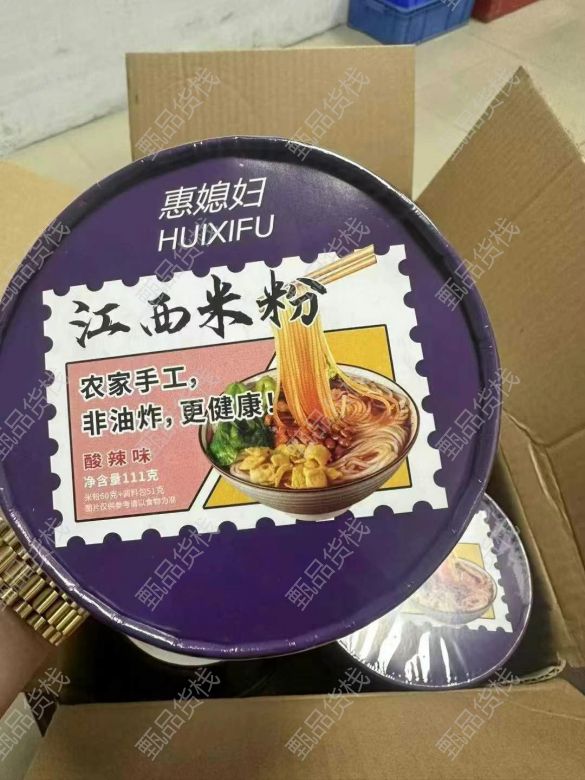 惠媳妇
HUIXIFU
江西米粉
农家手工，
非油炸，更健康！
酸辣味
净含量111克
米粉60克+调料包51克
图片仅供参考请以食物为准
甄品货栈